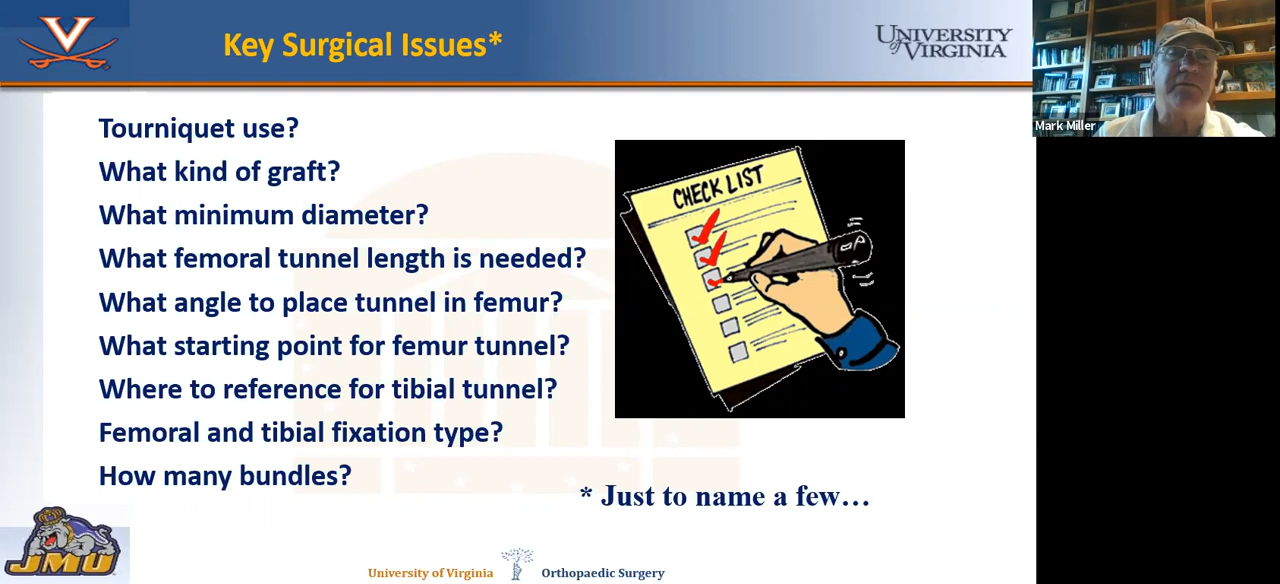 Key Surgical Issues*
UNIVERSITY
of VIRGINIA
Mark Miller
Tourniquet use?
What kind of graft?
What minimum diameter?
What femoral tunnel length is needed?
What angle to place tunnel in femur?
What starting point for femur tunnel?
Where to reference for tibial tunnel?
Femoral and tibial fixation type?
How many bundles?
CHECK LIST
* Just to name a few…
JMU
University of Virginia Orthopaedic Surgery